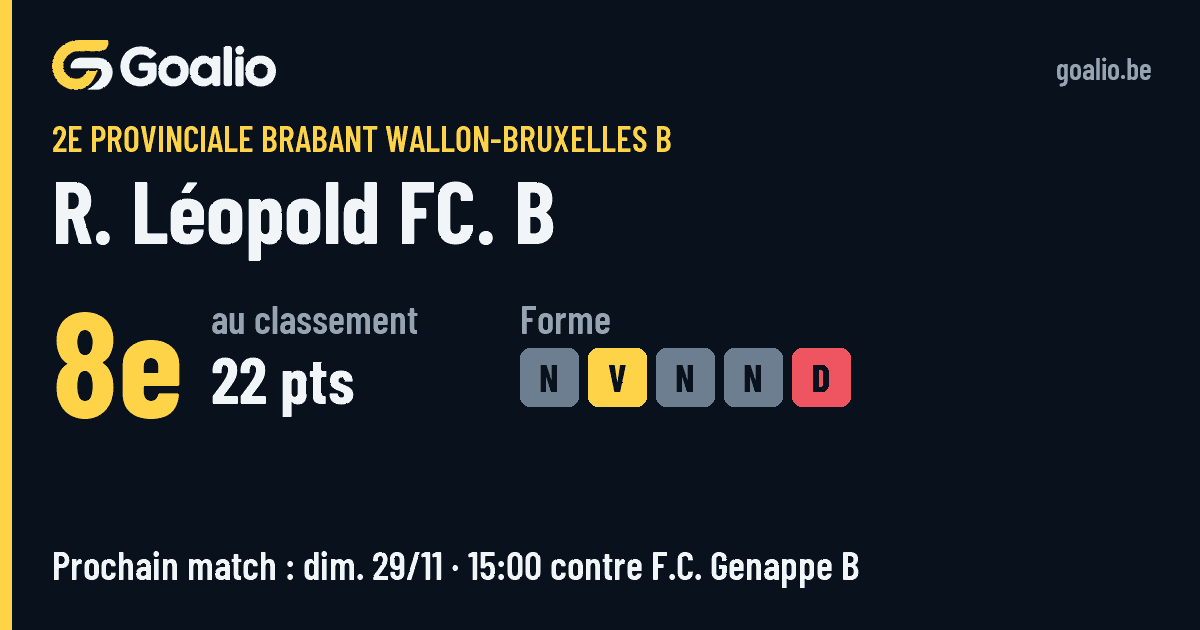 Goalio
goalio.be
2E PROVINCIALE BRABANT WALLON-BRUXELLES B
R. Léopold FC. B
8e
au classement
22 pts
Forme
N V N N D
Prochain match : dim. 29/11 · 15:00 contre F.C. Genappe B